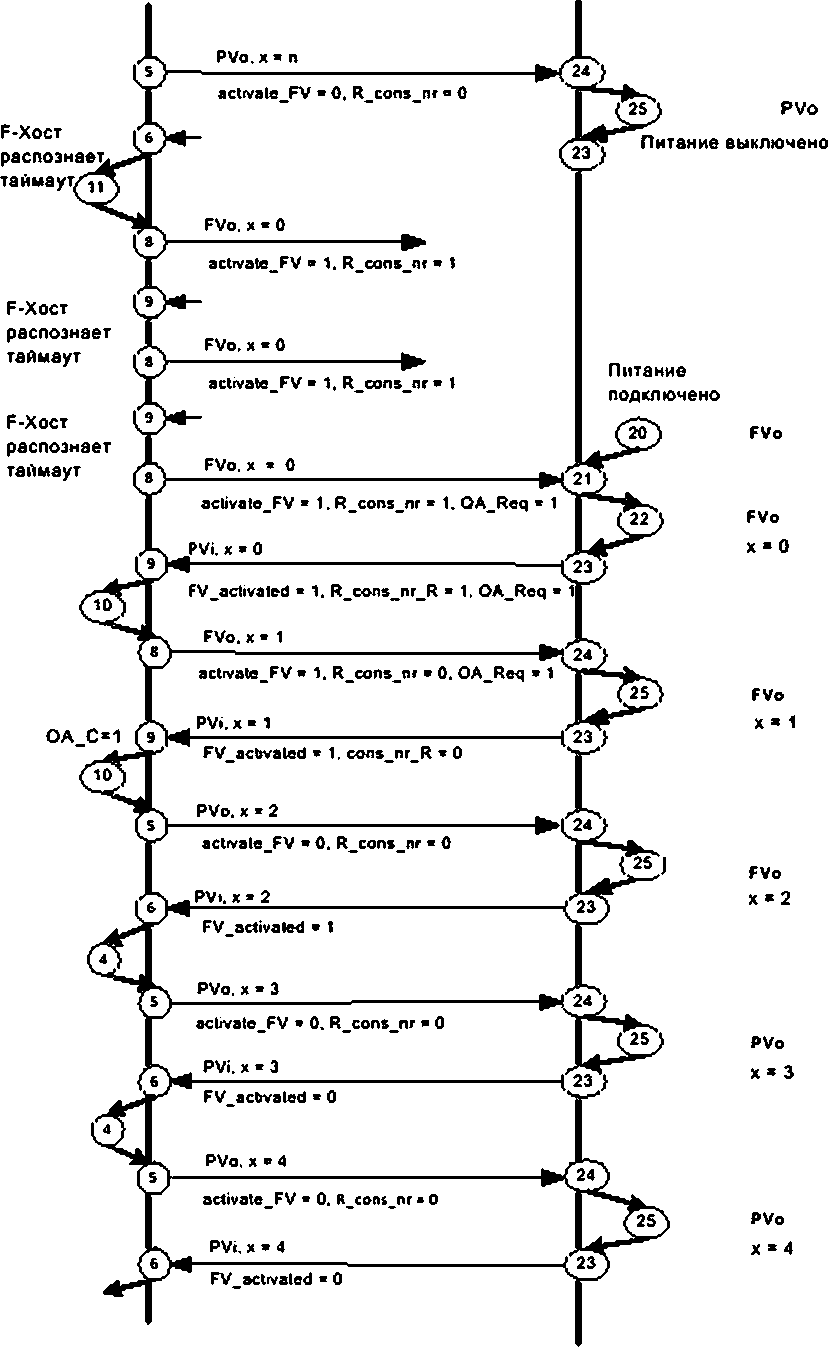 PVo, x = n
5
24
activate_FV = 0, R_cons_nr = 0
25
PVo
F-Хост распознает таймаут
6
23
Питание выключено
11
FVo, x = 0
8
activate_FV = 1, R_cons_nr = 1
F-Хост распознает таймаут
9
FVo, x = 0
8
activate_FV = 1, R_cons_nr = 1
Питание подключено
F-Хост распознает таймаут
9
20
FVo
FVo, x = 0
8
21
activate_FV = 1, R_cons_nr = 1, OA_Req = 1
22
FVo
x = 0
PVi, x = 0
9
23
FV_activated = 1, R_cons_nr_R = 1, OA_Req = 1
10
FVo, x = 1
8
24
activate_FV = 1, R_cons_nr = 0, OA_Req = 1
25
FVo
x = 1
PVi, x = 1
OA_C=1
9
23
FV_activated = 1, cons_nr_R = 0
10
PVo, x = 2
5
24
activate_FV = 0, R_cons_nr = 0
25
FVo
x = 2
PVi, x = 2
6
23
FV_activated = 1
4
PVo, x = 3
5
24
activate_FV = 0, R_cons_nr = 0
25
PVo
x = 3
PVi, x = 3
6
23
FV_activated = 0
4
PVo, x = 4
5
24
activate_FV = 0, R_cons_nr = 0
25
PVo
x = 4
PVi, x = 4
6
23
FV_activated = 0